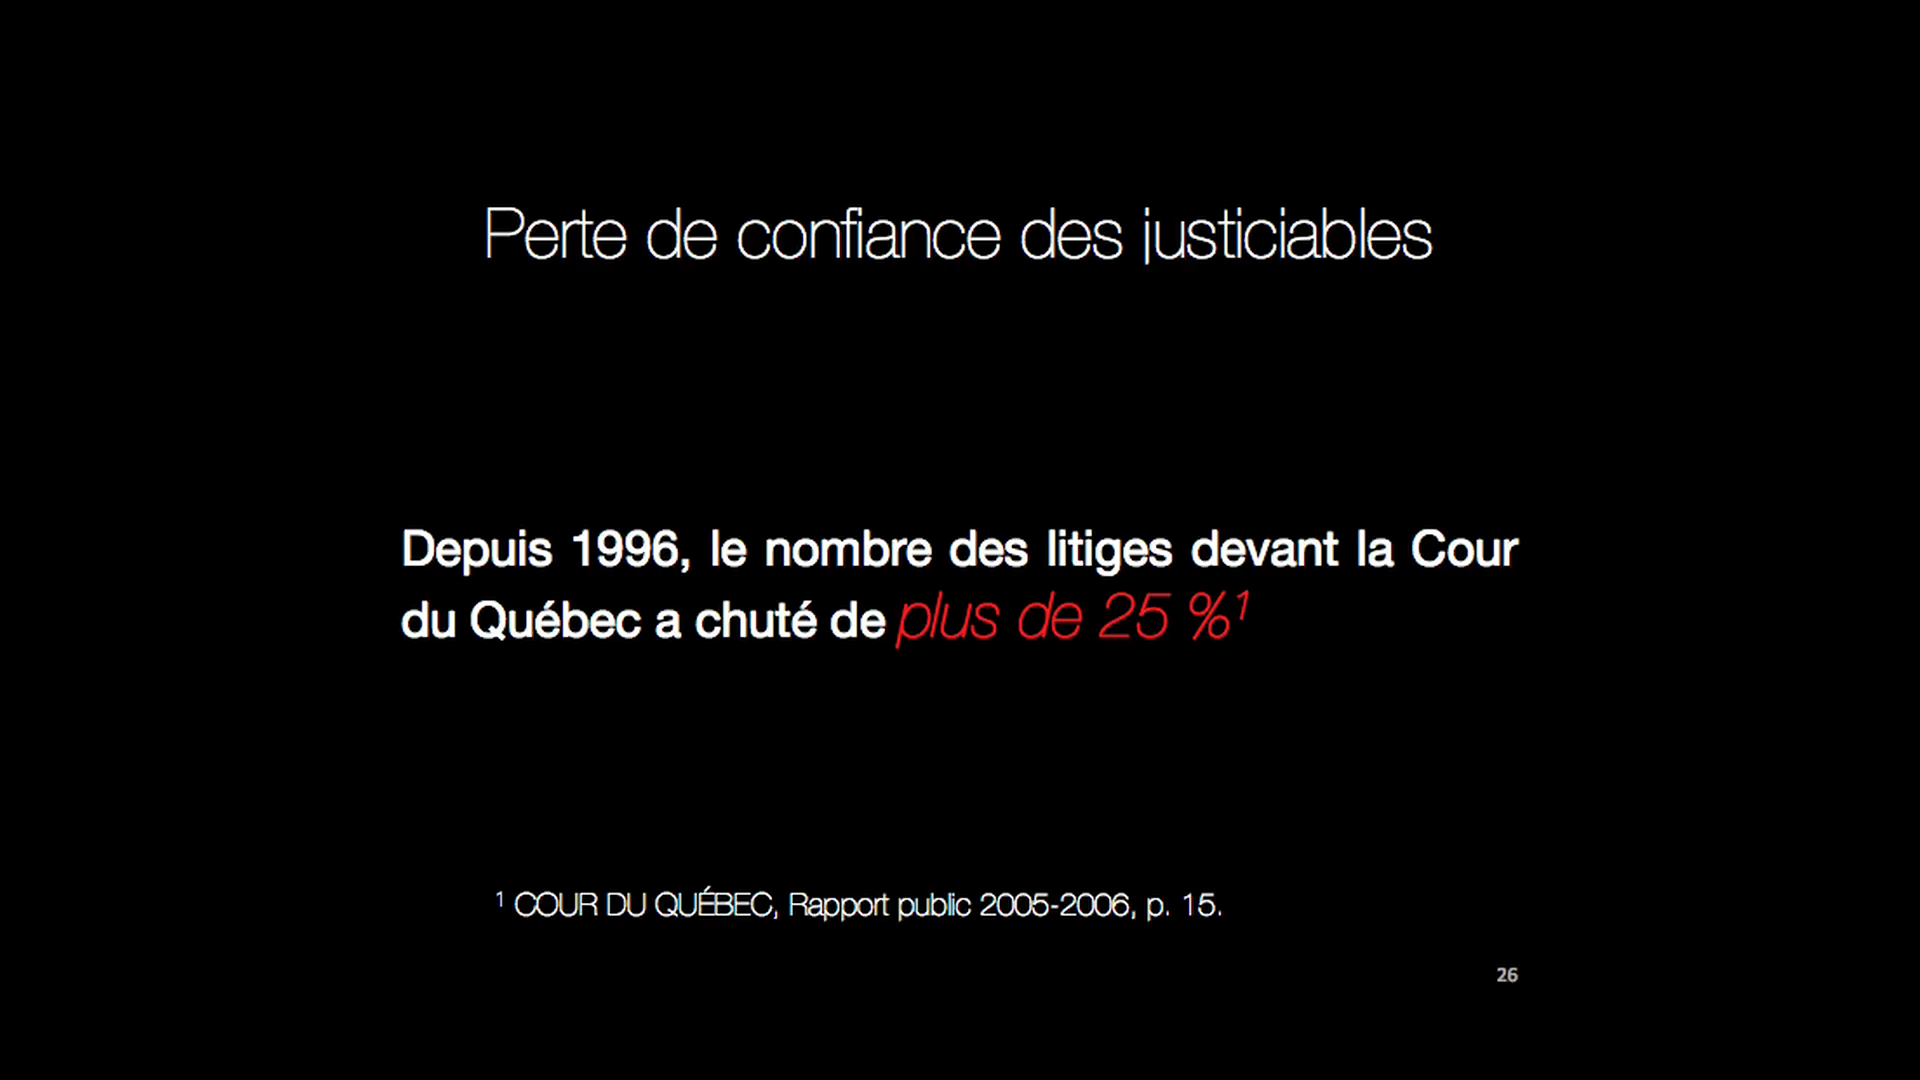 Perte de confiance des justiciables
Depuis 1996, le nombre des litiges devant la Cour
du Québec a chuté de plus de 25 %¹
¹ COUR DU QUÉBEC, Rapport public 2005-2006, p. 15.
26